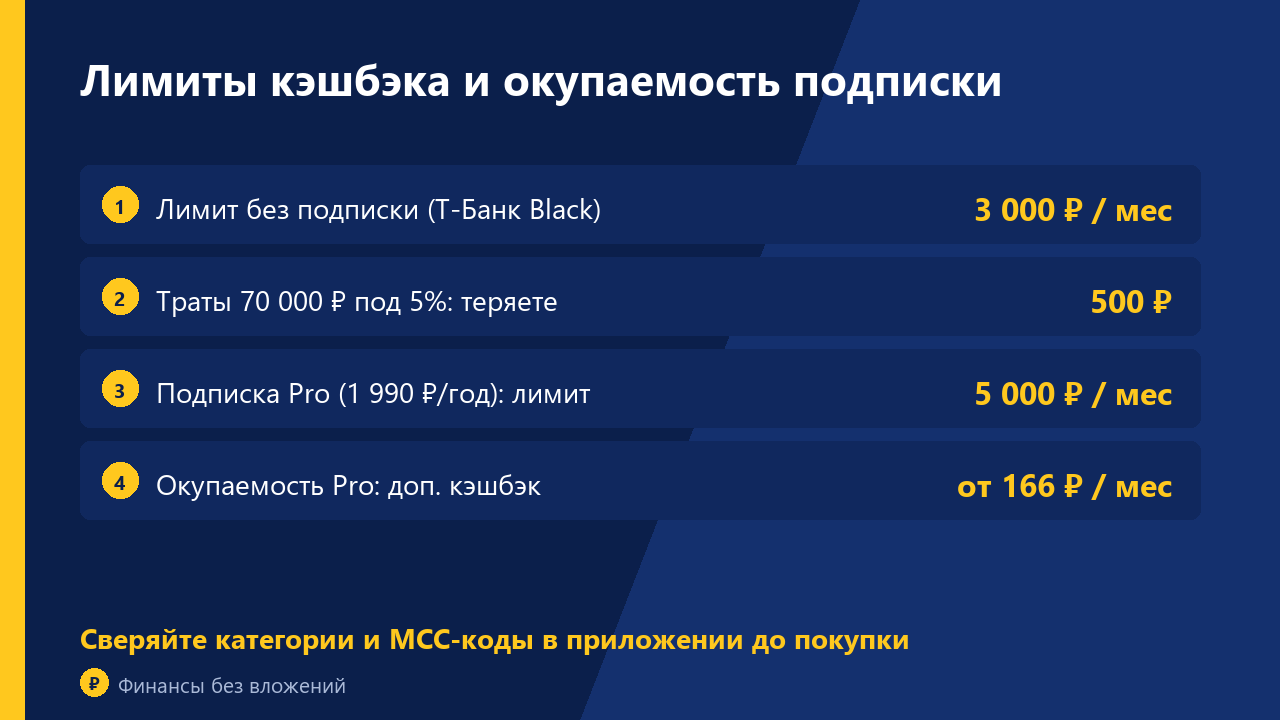 Лимиты кэшбэка и окупаемость подписки
1 Лимит без подписки (Т-Банк Black) 3 000 ₽ / мес
2 Траты 70 000 ₽ под 5%: теряете 500 ₽
3 Подписка Pro (1 990 ₽/год): лимит 5 000 ₽ / мес
4 Окупаемость Pro: доп. кэшбэк от 166 ₽ / мес
Сверяйте категории и MCC-коды в приложении до покупки
₽ Финансы без вложений